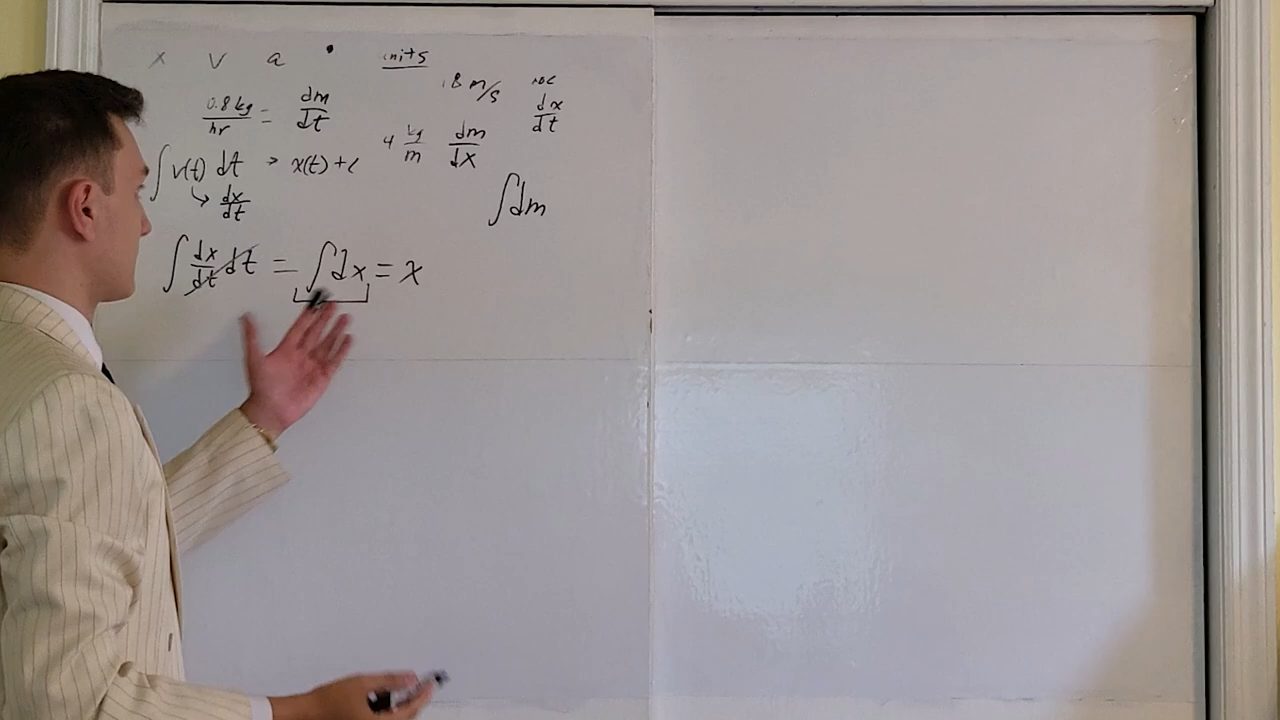 x v a • units
.8 m/s roc
0.8 kg/hr = dm/dt dx/dt
4 kg/m dm/dx
∫ v(t) dt → x(t) + c
↳ dx/dt ∫dm
∫ dx/dt dt = ∫dx = x